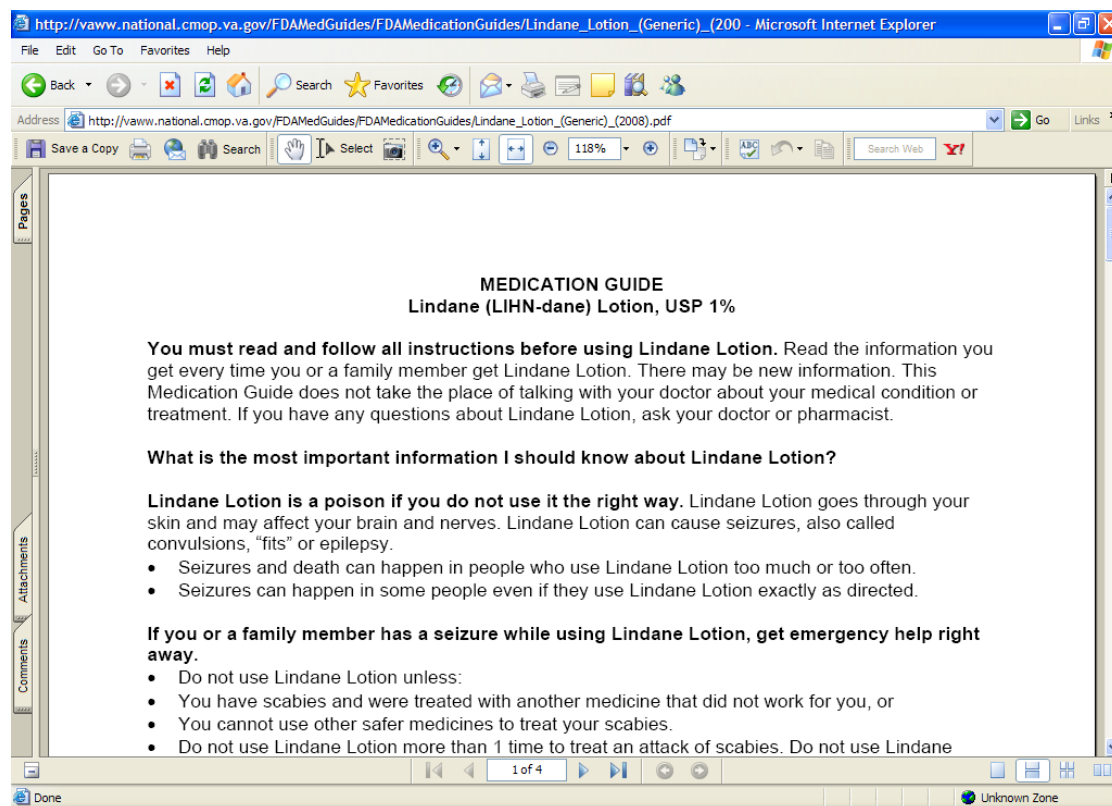 http://vaww.national.cmop.va.gov/FDAMedGuides/FDAMedicationGuides/Lindane_Lotion_(Generic)_(200 - Microsoft Internet Explorer
File Edit Go To Favorites Help
Back Search Favorites
Address http://vaww.national.cmop.va.gov/FDAMedGuides/FDAMedicationGuides/Lindane_Lotion_(Generic)_(2008).pdf Go Links
Save a Copy Search Select 118% ABC Search Web Y!
Pages
Attachments
Comments
MEDICATION GUIDE
Lindane (LIHN-dane) Lotion, USP 1%
You must read and follow all instructions before using Lindane Lotion. Read the information you
get every time you or a family member get Lindane Lotion. There may be new information. This
Medication Guide does not take the place of talking with your doctor about your medical condition or
treatment. If you have any questions about Lindane Lotion, ask your doctor or pharmacist.
What is the most important information I should know about Lindane Lotion?
Lindane Lotion is a poison if you do not use it the right way. Lindane Lotion goes through your
skin and may affect your brain and nerves. Lindane Lotion can cause seizures, also called
convulsions, “fits” or epilepsy.
• Seizures and death can happen in people who use Lindane Lotion too much or too often.
• Seizures can happen in some people even if they use Lindane Lotion exactly as directed.
If you or a family member has a seizure while using Lindane Lotion, get emergency help right
away.
• Do not use Lindane Lotion unless:
• You have scabies and were treated with another medicine that did not work for you, or
• You cannot use other safer medicines to treat your scabies.
• Do not use Lindane Lotion more than 1 time to treat an attack of scabies. Do not use Lindane
1 of 4
Done Unknown Zone